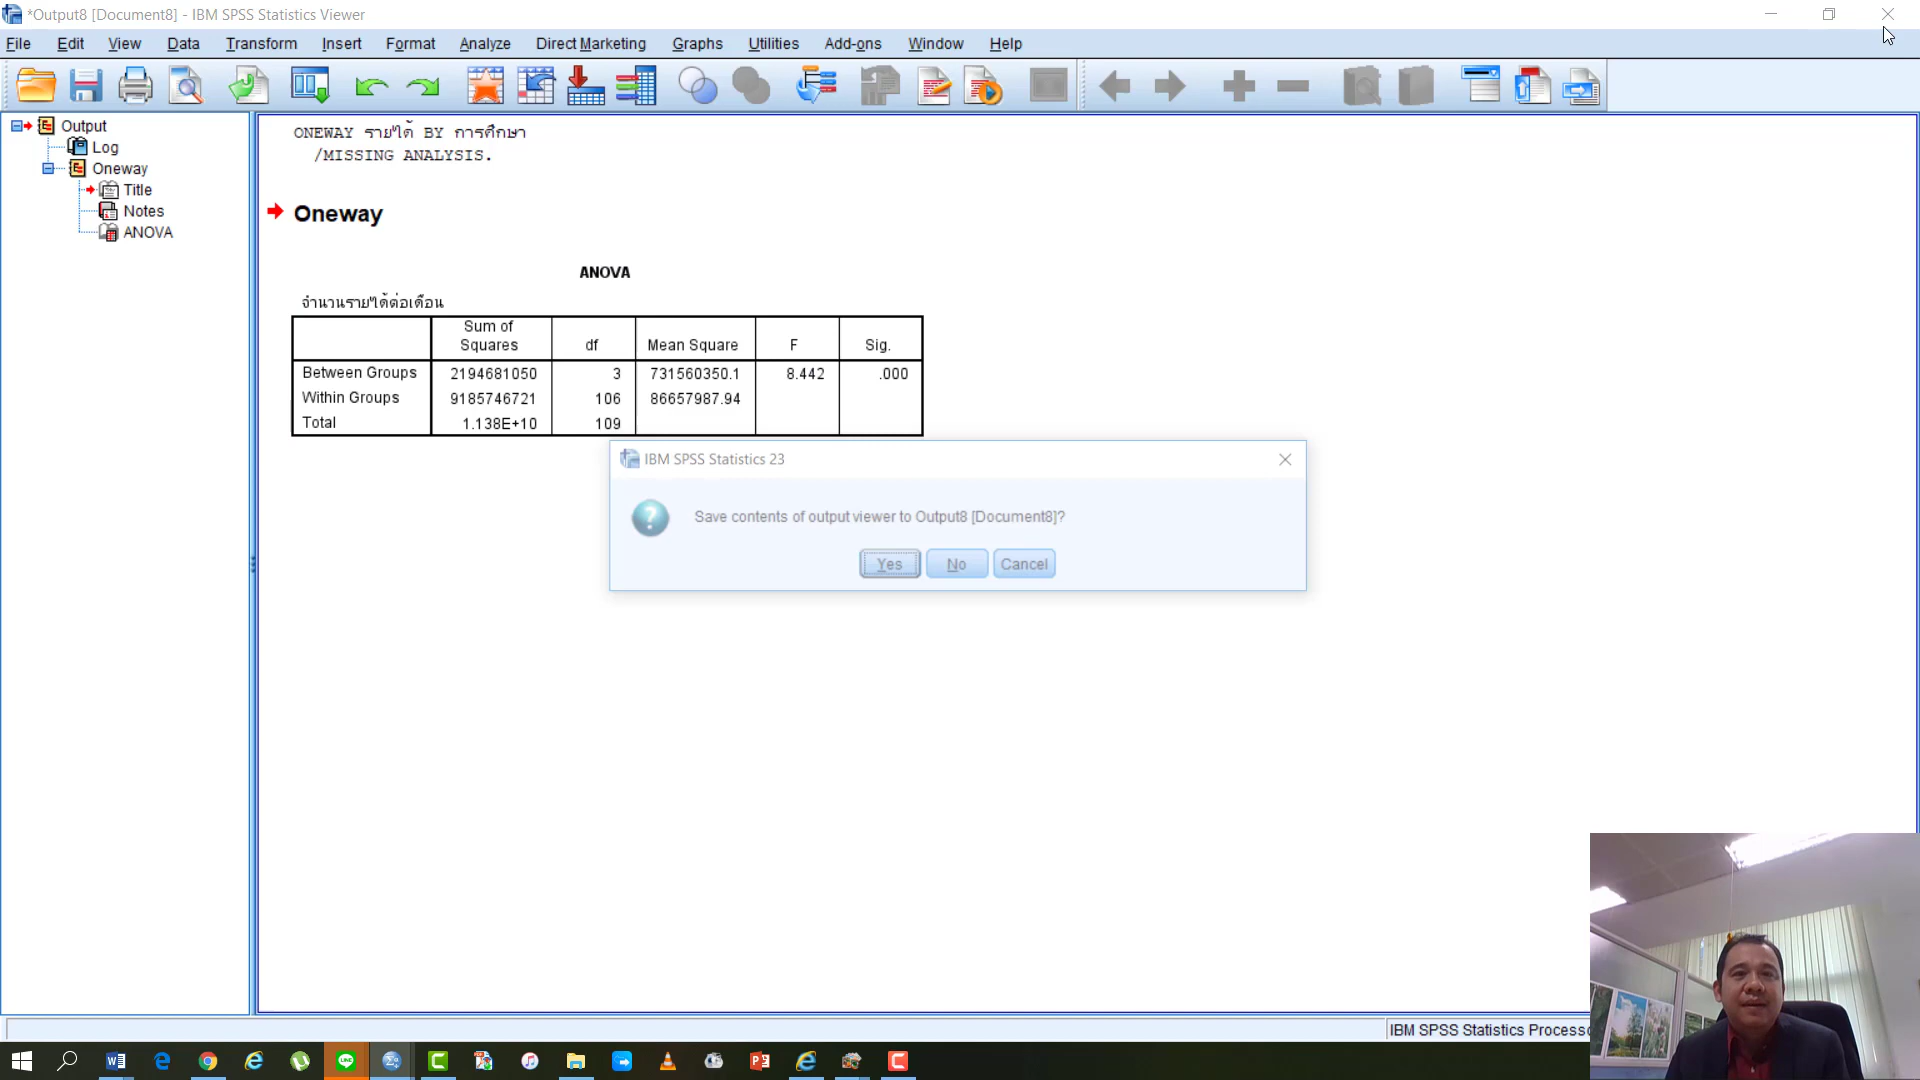 *Output8 [Document8] - IBM SPSS Statistics Viewer
File Edit View Data Transform Insert Format Analyze Direct Marketing Graphs Utilities Add-ons Window Help
Output
Log
Oneway
Title
Notes
ANOVA
ONEWAY รายได้ BY การศึกษา
/MISSING ANALYSIS.
Oneway
ANOVA
จำนวนรายได้ต่อเดือน
Sum of Squares df Mean Square F Sig.
Between Groups 2194681050 3 731560350.1 8.442 .000
Within Groups 9185746721 106 86657987.94
Total 1.138E+10 109
IBM SPSS Statistics 23
Save contents of output viewer to Output8 [Document8]?
Yes No Cancel
IBM SPSS Statistics Processo